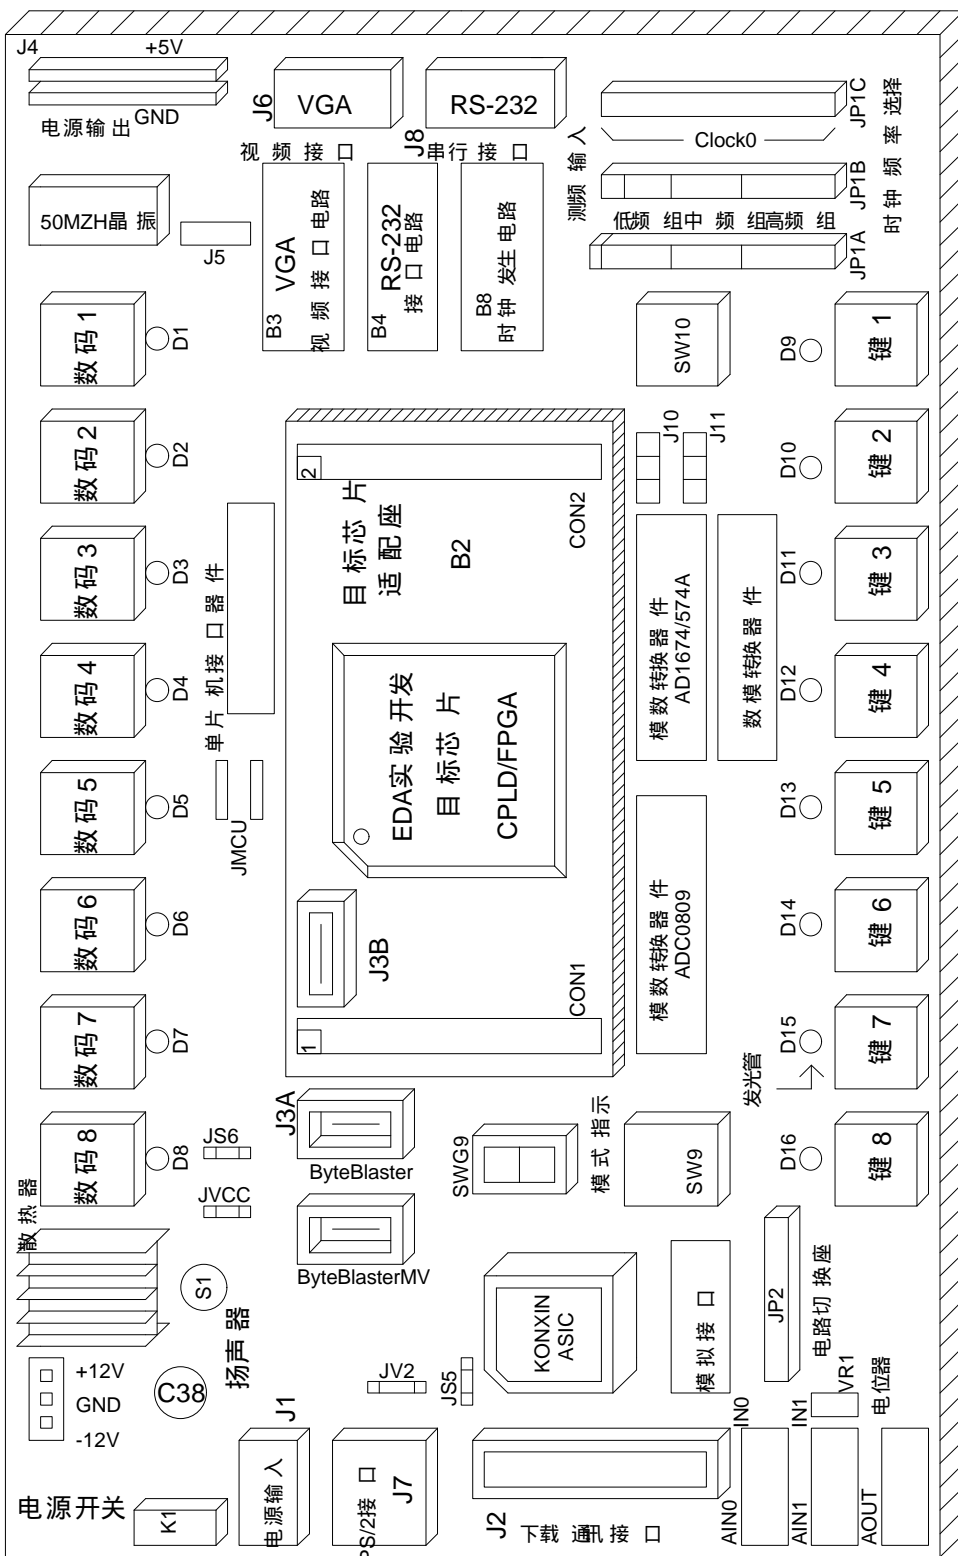 J4
+5V
GND
电源输出
J6
VGA
视频接口
J8
RS-232
串行接口
测频输入
Clock0
JP1C
JP1B
JP1A
时钟频率选择
低频组中频组高频组
50MZH晶振
J5
B3
VGA
视频接口电路
B4
RS-232
接口电路
B8
时钟发生电路
SW10
数码1
D1
D9
键1
数码2
D2
J10
J11
D10
键2
数码3
D3
D11
键3
数码4
D4
D12
键4
数码5
D5
D13
键5
数码6
D6
D14
键6
数码7
D7
D15
键7
数码8
D8
D16
键8
单片机接口器件
JMCU
2
目标芯片
适配座
B2
CON2
EDA实验开发
目标芯片
CPLD/FPGA
J3B
CON1
1
模数转换器件
AD1674/574A
数模转换器件
模数转换器件
ADC0809
发光管
J3A
ByteBlaster
ByteBlasterMV
JS6
JVCC
SWG9
模式指示
SW9
散热器
S1
扬声器
C38
+12V
GND
-12V
KONXIN
ASIC
模拟接口
JP2
电路切换座
VR1
电位器
JV2
JS5
电源开关
K1
J1
电源输入
PS/2接口
J7
J2
下载通讯接口
IN0
IN1
AIN0
AIN1
AOUT